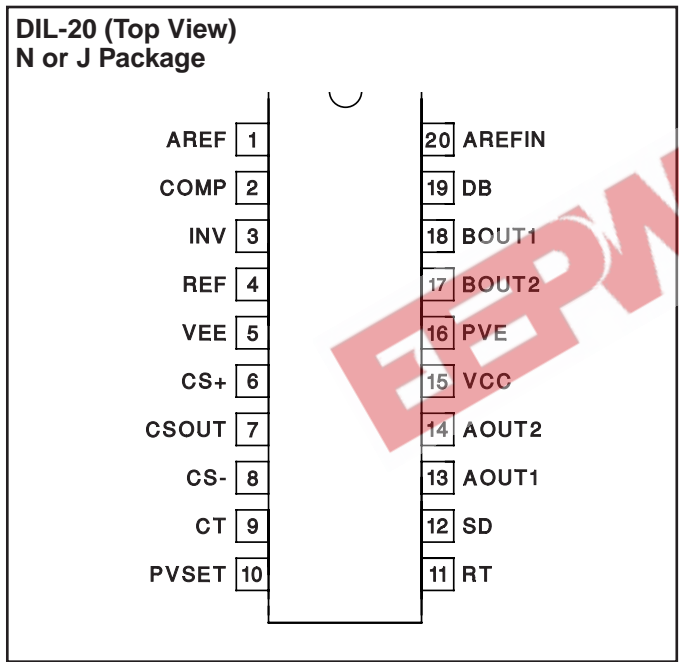 DIL-20 (Top View)
N or J Package
AREF 1
20 AREFIN
COMP 2
19 DB
INV 3
18 BOUT1
REF 4
17 BOUT2
VEE 5
16 PVE
CS+ 6
15 VCC
CSOUT 7
14 AOUT2
CS- 8
13 AOUT1
CT 9
12 SD
PVSET 10
11 RT
EEPW